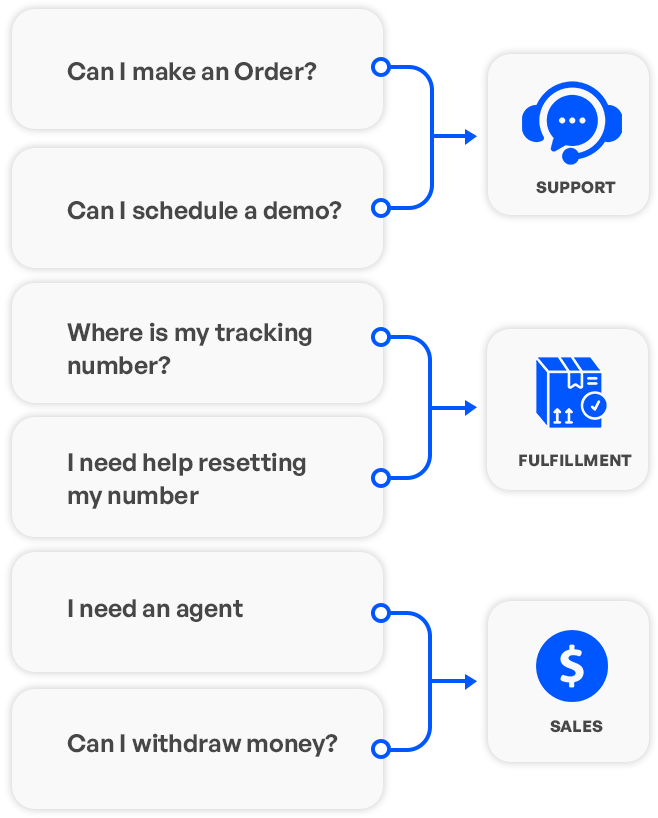 Can I make an Order?
SUPPORT
Can I schedule a demo?
Where is my tracking
number?
FULFILLMENT
I need help resetting
my number
I need an agent
SALES
Can I withdraw money?